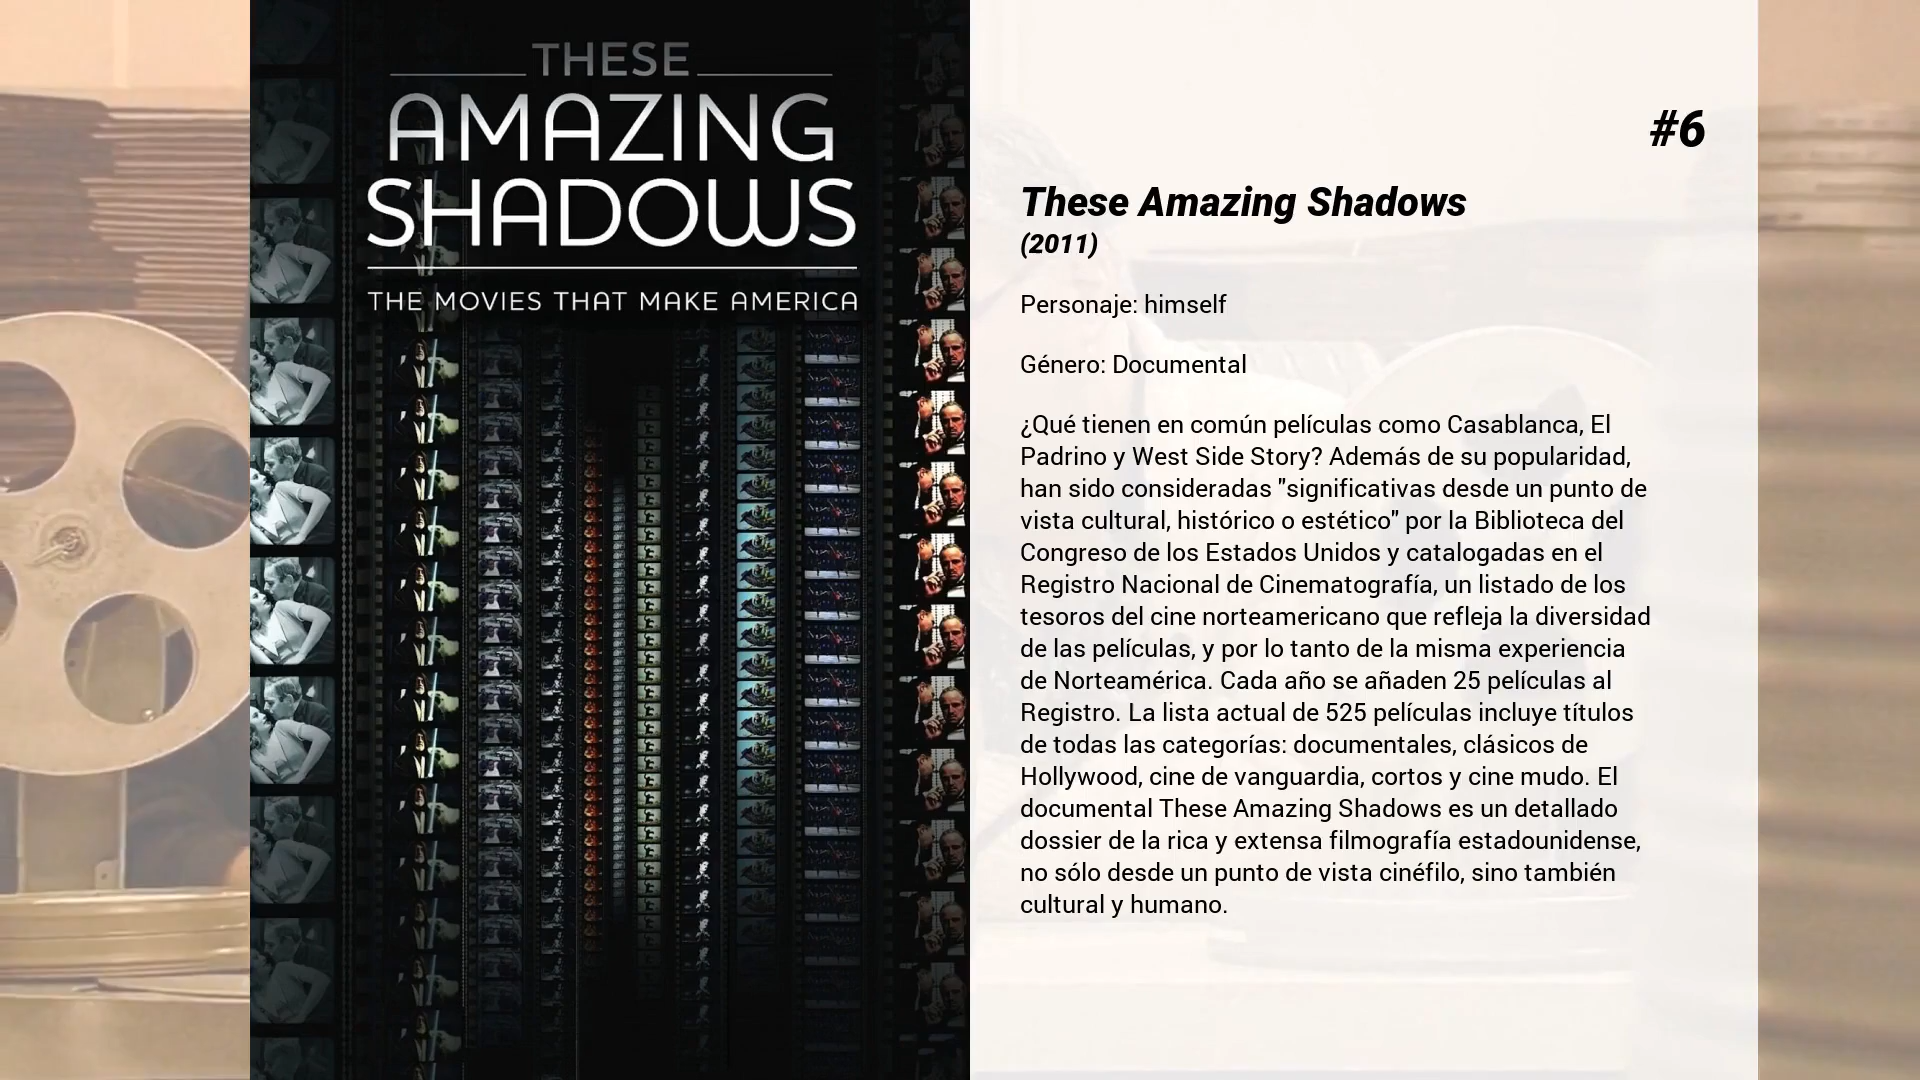 THESE
AMAZING
SHADOWS
THE MOVIES THAT MAKE AMERICA
#6
These Amazing Shadows
(2011)
Personaje: himself
Género: Documental
¿Qué tienen en común películas como Casablanca, El
Padrino y West Side Story? Además de su popularidad,
han sido consideradas "significativas desde un punto de
vista cultural, histórico o estético" por la Biblioteca del
Congreso de los Estados Unidos y catalogadas en el
Registro Nacional de Cinematografía, un listado de los
tesoros del cine norteamericano que refleja la diversidad
de las películas, y por lo tanto de la misma experiencia
de Norteamérica. Cada año se añaden 25 películas al
Registro. La lista actual de 525 películas incluye títulos
de todas las categorías: documentales, clásicos de
Hollywood, cine de vanguardia, cortos y cine mudo. El
documental These Amazing Shadows es un detallado
dossier de la rica y extensa filmografía estadounidense,
no sólo desde un punto de vista cinéfilo, sino también
cultural y humano.